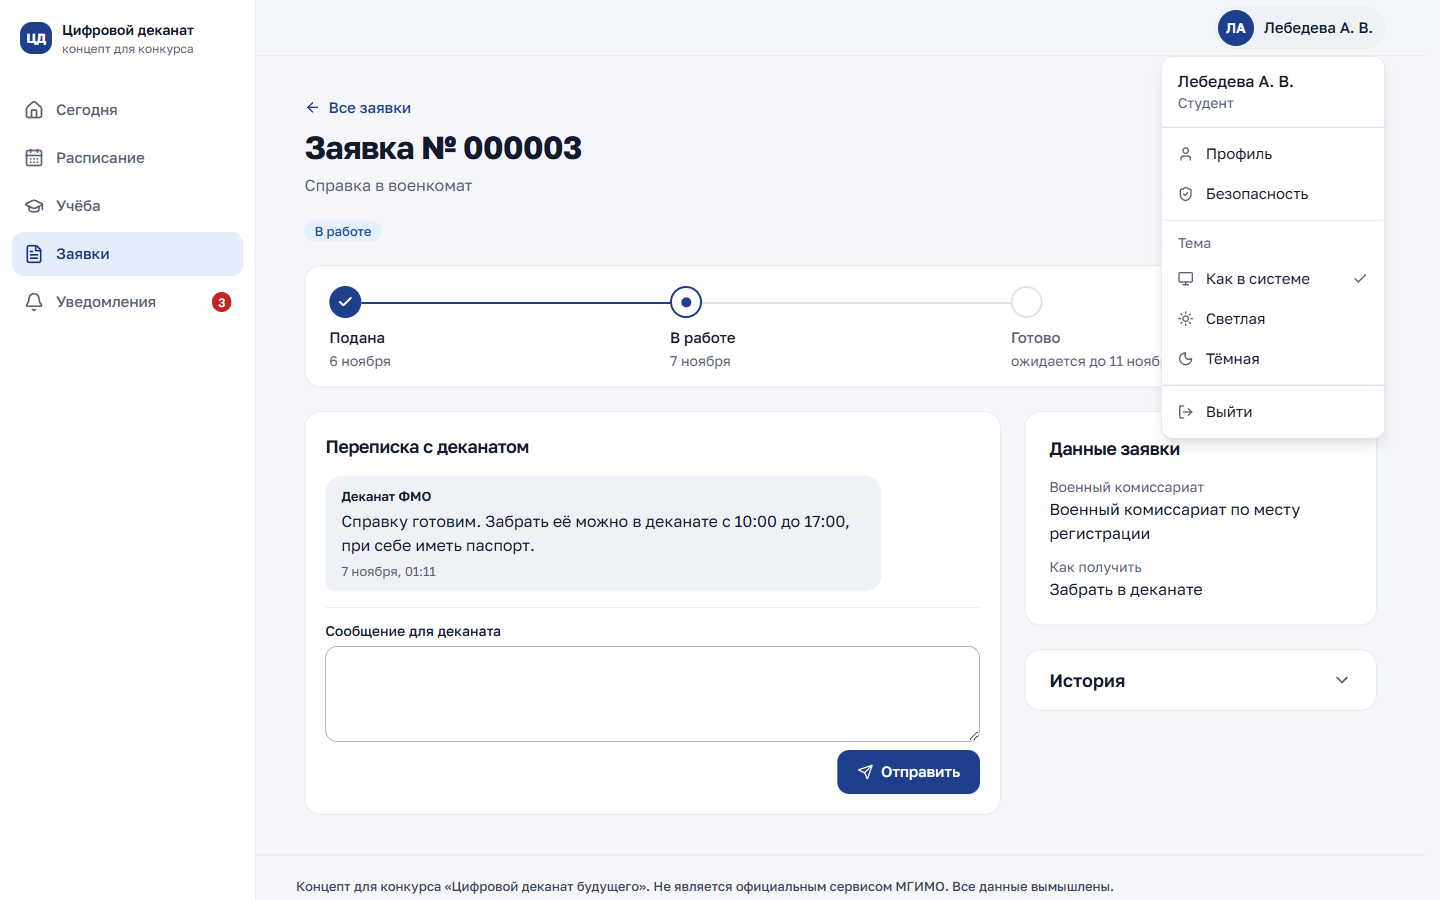 ЦД
Цифровой деканат
концепт для конкурса
Сегодня
Расписание
Учёба
Заявки
Уведомления
3
ЛА
Лебедева А. В.
Лебедева А. В.
Студент
Профиль
Безопасность
Тема
Как в системе
Светлая
Тёмная
Выйти
Все заявки
Заявка № 000003
Справка в военкомат
В работе
Подана
6 ноября
В работе
7 ноября
Готово
ожидается до 11
Переписка с деканатом
Деканат ФМО
Справку готовим. Забрать её можно в деканате с 10:00 до 17:00,
при себе иметь паспорт.
7 ноября, 01:11
Сообщение для деканата
Отправить
Данные заявки
Военный комиссариат
Военный комиссариат по месту
регистрации
Как получить
Забрать в деканате
История
Концепт для конкурса «Цифровой деканат будущего». Не является официальным сервисом МГИМО. Все данные вымышлены.